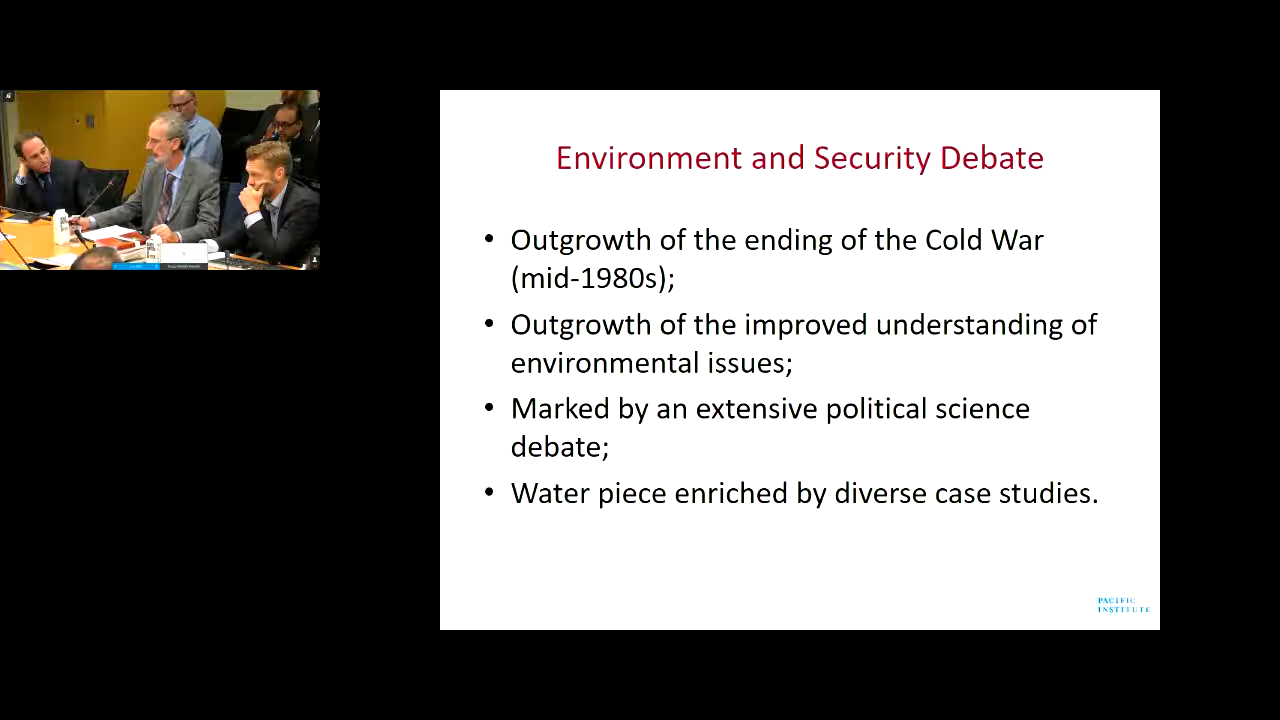 Environment and Security Debate
• Outgrowth of the ending of the Cold War
(mid-1980s);
• Outgrowth of the improved understanding of
environmental issues;
• Marked by an extensive political science
debate;
• Water piece enriched by diverse case studies.
PACIFIC
INSTITUTE